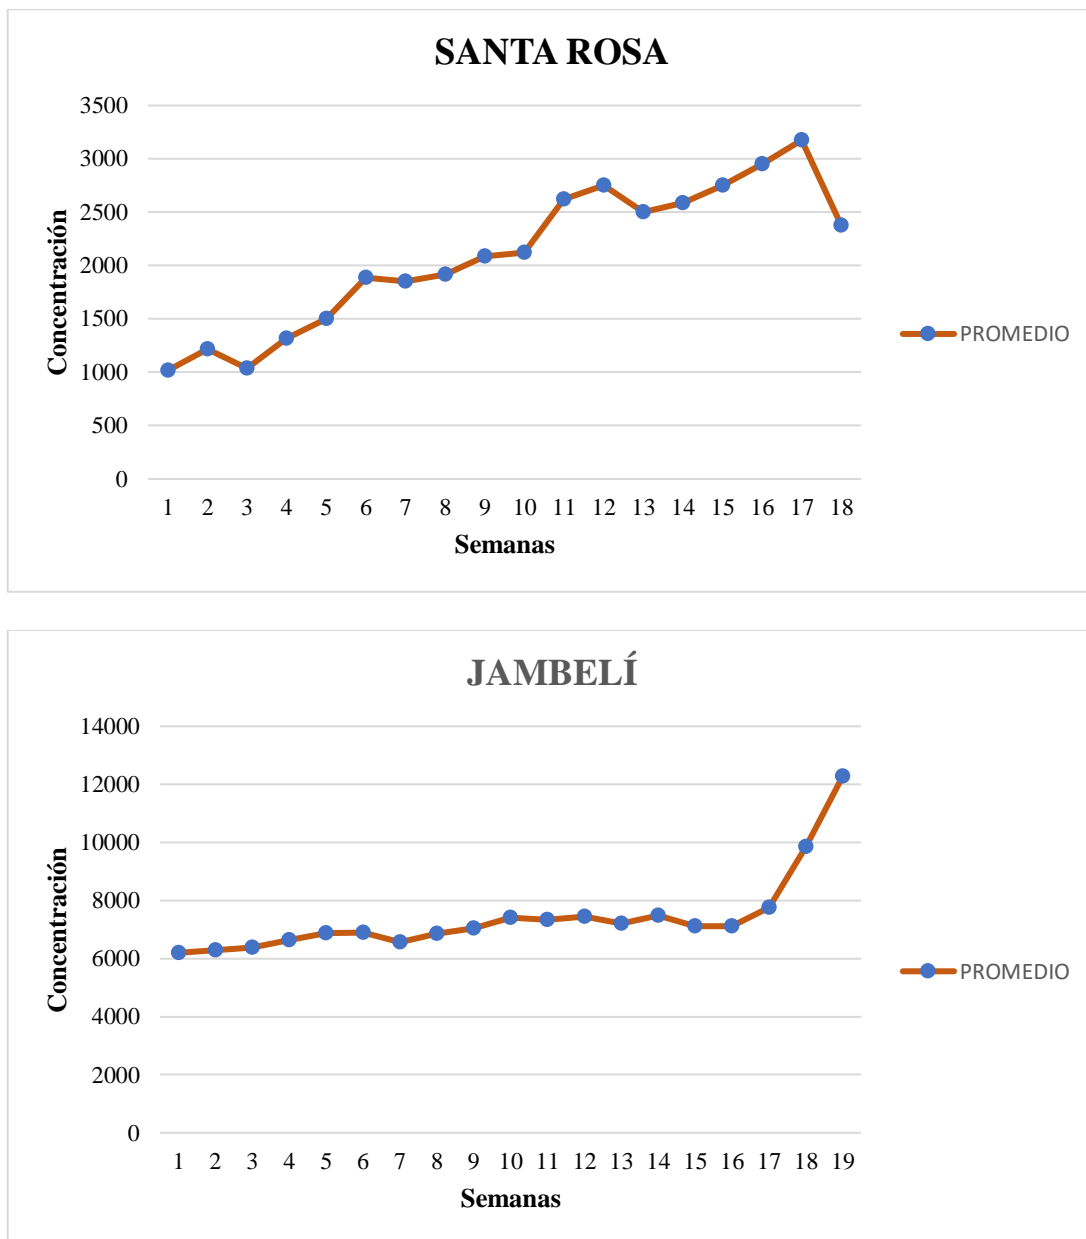 SANTA ROSA
3500
3000
2500
2000
1500
1000
500
0
Concentración
1 2 3 4 5 6 7 8 9 10 11 12 13 14 15 16 17 18
Semanas
PROMEDIO
JAMBELÍ
14000
12000
10000
8000
6000
4000
2000
0
Concentración
1 2 3 4 5 6 7 8 9 10 11 12 13 14 15 16 17 18 19
Semanas
PROMEDIO